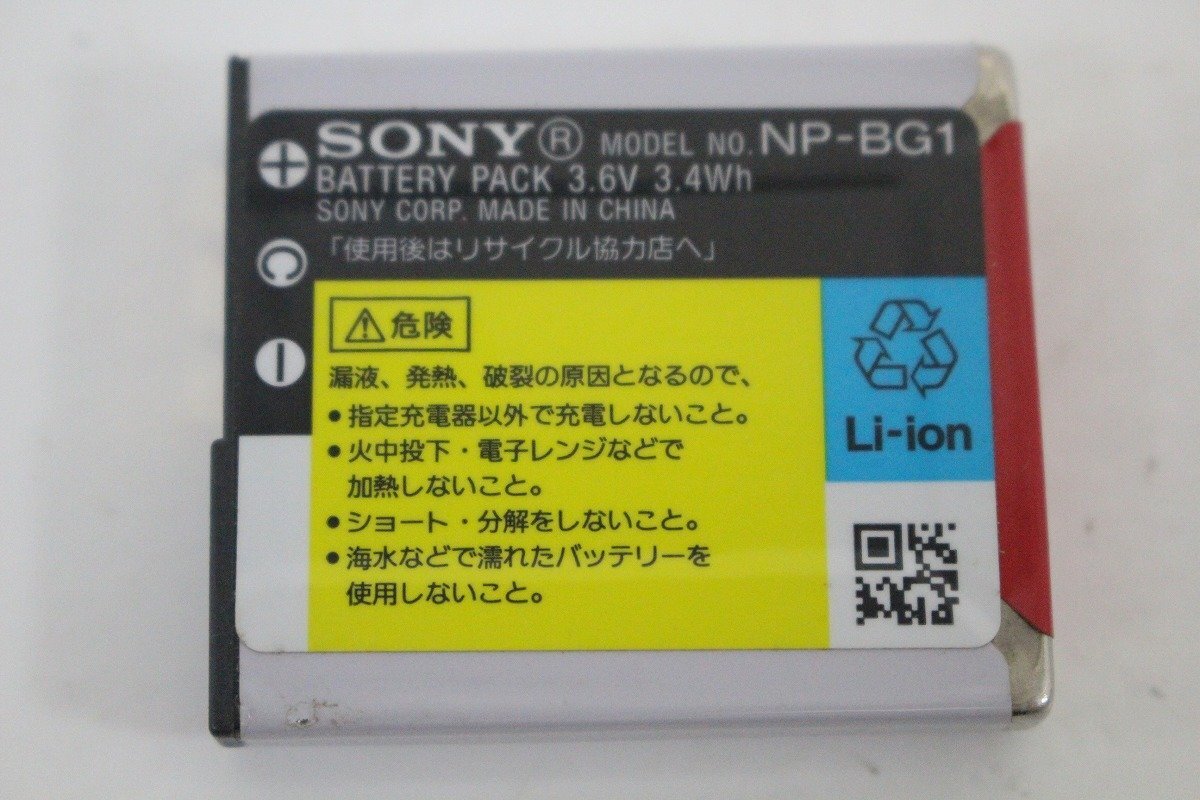 SONY® MODEL NO. NP-BG1
BATTERY PACK 3.6V 3.4Wh
SONY CORP. MADE IN CHINA
「使用後はリサイクル協力店へ」
危険
漏液、発熱、破裂の原因となるので、
●指定充電器以外で充電しないこと。
●火中投下・電子レンジなどで
加熱しないこと。
●ショート・分解をしないこと。
●海水などで濡れたバッテリーを
使用しないこと。
Li-ion